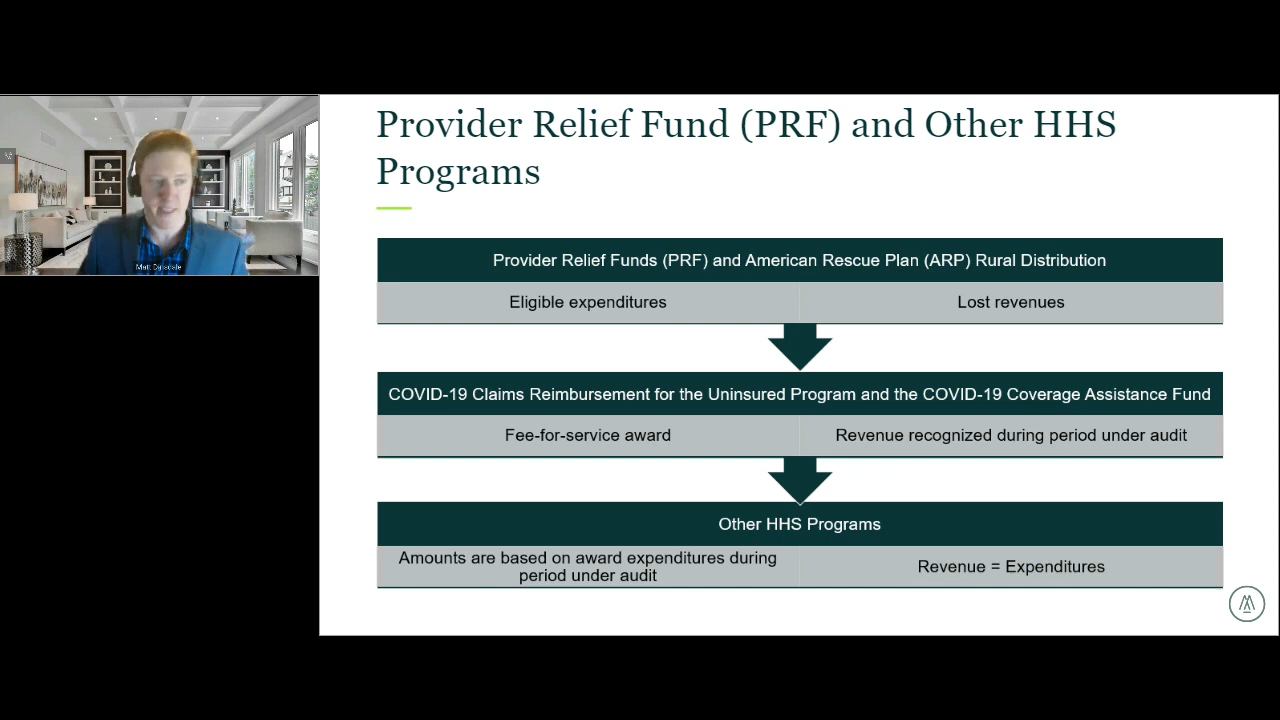 Provider Relief Fund (PRF) and Other HHS
Programs
Provider Relief Funds (PRF) and American Rescue Plan (ARP) Rural Distribution
Eligible expenditures
Lost revenues
COVID-19 Claims Reimbursement for the Uninsured Program and the COVID-19 Coverage Assistance Fund
Fee-for-service award
Revenue recognized during period under audit
Other HHS Programs
Amounts are based on award expenditures during
period under audit
Revenue = Expenditures
Matt